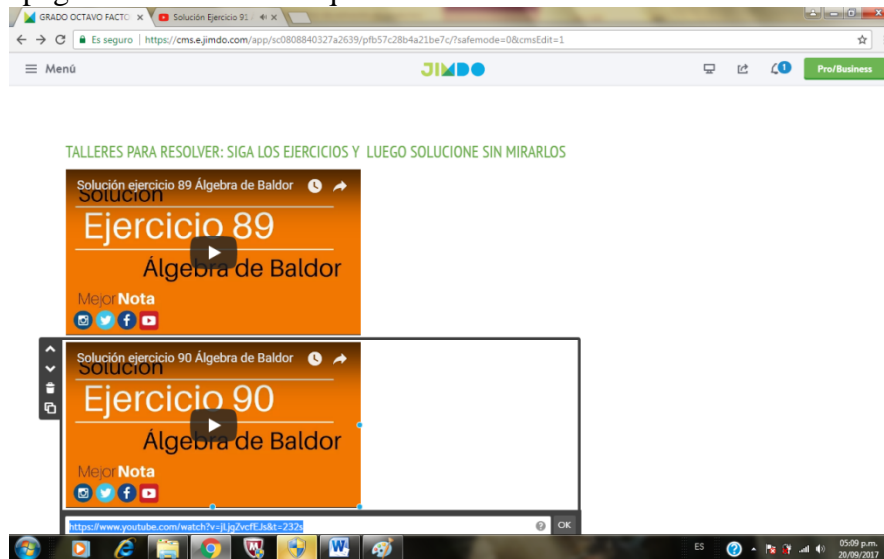 GRADO OCTAVO FACTO
Solución Ejercicio 91
Es seguro
https://cms.e.jimdo.com/app/sc0808840327a2639/pfb57c28b4a21be7c/?safemode=0&cmsEdit=1
Menú
JIMDO
1
Pro/Business
TALLERES PARA RESOLVER: SIGA LOS EJERCICIOS Y LUEGO SOLUCIONE SIN MIRARLOS
Solución ejercicio 89 Álgebra de Baldor
Solución
Ejercicio 89
Álgebra de Baldor
MejorNota
Solución ejercicio 90 Álgebra de Baldor
Solución
Ejercicio 90
Álgebra de Baldor
MejorNota
https://www.youtube.com/watch?v=jLjgZvcfEJs&t=232s
OK
ES
05:09 p.m.
20/09/2017